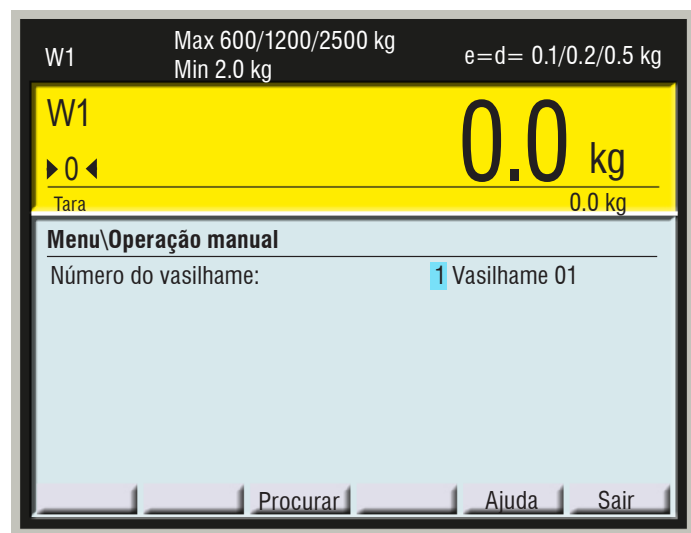 W1 Max 600/1200/2500 kg e=d= 0.1/0.2/0.5 kg
Min 2.0 kg
W1 0.0 kg
0
Tara 0.0 kg
Menu\Operação manual
Número do vasilhame: 1 Vasilhame 01
Procurar Ajuda Sair